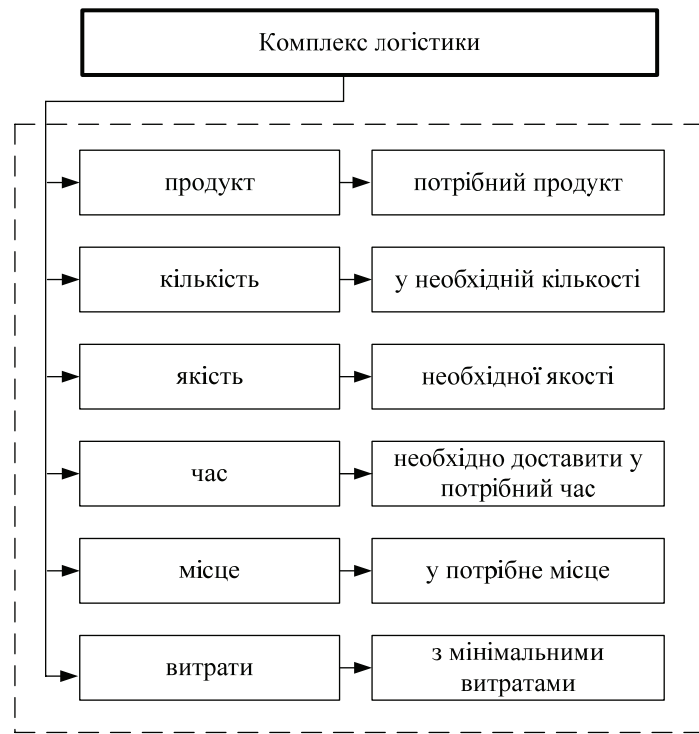 Комплекс логістики
продукт
потрібний продукт
кількість
у необхідній кількості
якість
необхідної якості
час
необхідно доставити у
потрібний час
місце
у потрібне місце
витрати
з мінімальними
витратами